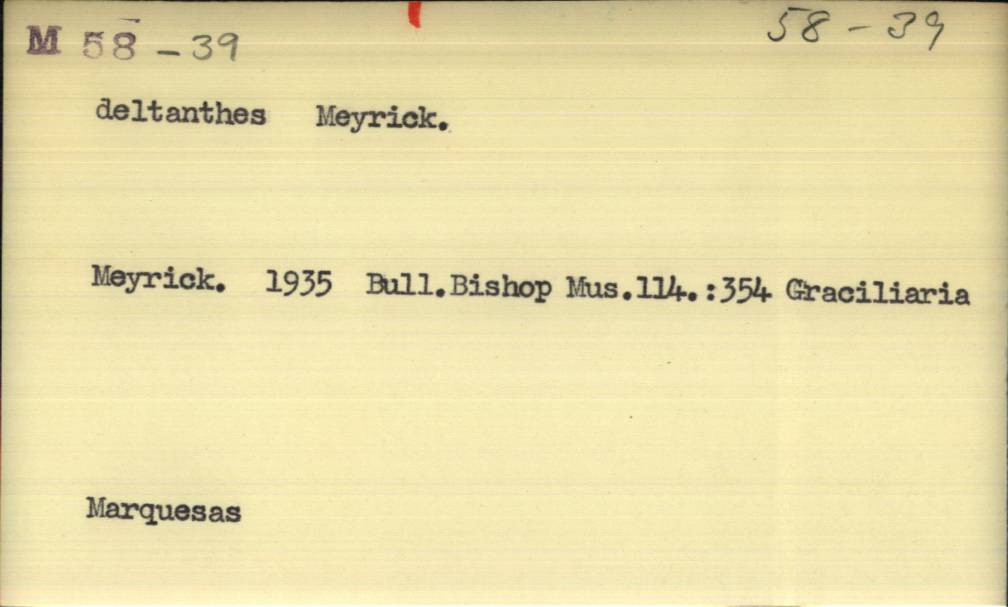 M 58 - 39 58 - 39
deltanthes Meyrick.
Meyrick. 1935 Bull.Bishop Mus.114.:354 Graciliaria
Marquesas